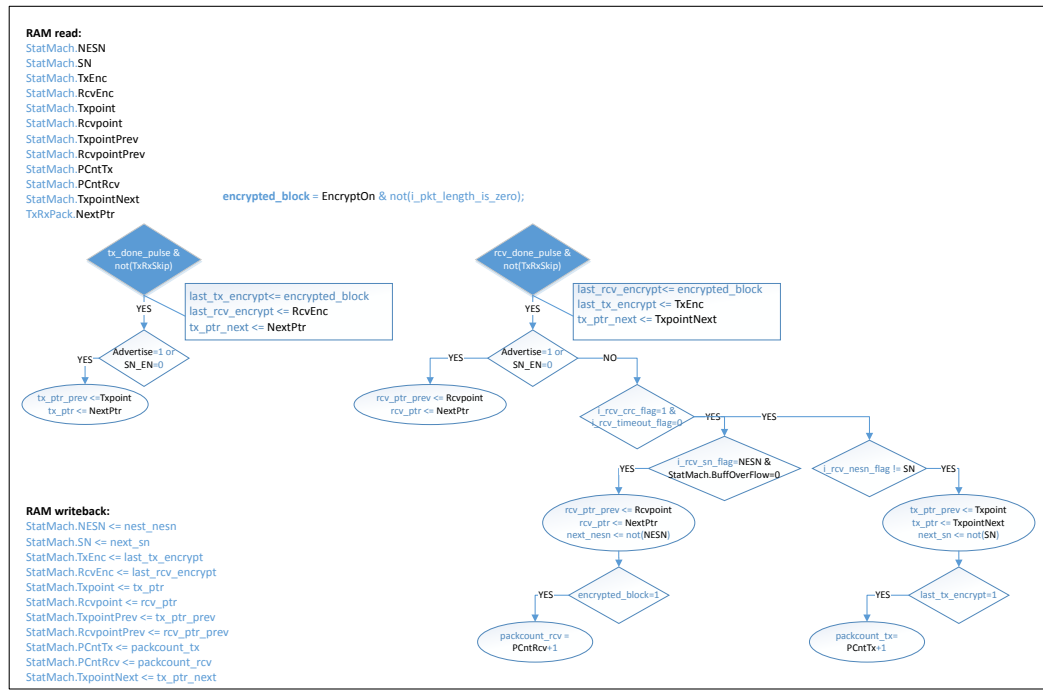 RAM read:
StatMach.NESN
StatMach.SN
StatMach.TxEnc
StatMach.RcvEnc
StatMach.Txpoint
StatMach.Rcvpoint
StatMach.TxpointPrev
StatMach.RcvpointPrev
StatMach.PCntTx
StatMach.PCntRcv
StatMach.TxpointNext
TxRxPack.NextPtr
encrypted_block = EncryptOn & not(i_pkt_length_is_zero);
tx_done_pulse &
not(TxRxSkip)
last_tx_encrypt<= encrypted_block
last_rcv_encrypt <= RcvEnc
tx_ptr_next <= NextPtr
YES
Advertise=1 or
SN_EN=0
YES
tx_ptr_prev <=Txpoint
tx_ptr <= NextPtr
rcv_done_pulse &
not(TxRxSkip)
last_rcv_encrypt<= encrypted_block
last_tx_encrypt <= TxEnc
tx_ptr_next <= TxpointNext
YES
Advertise=1 or
SN_EN=0
YES
NO
rcv_ptr_prev <= Rcvpoint
rcv_ptr <= NextPtr
i_rcv_crc_flag=1 &
i_rcv_timeout_flag=0
YES
YES
i_rcv_sn_flag=NESN &
StatMach.BuffOverFlow=0
YES
i_rcv_nesn_flag != SN
YES
rcv_ptr_prev <= Rcvpoint
rcv_ptr <= NextPtr
next_nesn <= not(NESN)
tx_ptr_prev <= Txpoint
tx_ptr <= TxpointNext
next_sn <= not(SN)
encrypted_block=1
YES
last_tx_encrypt=1
YES
packcount_rcv =
PCntRcv+1
packcount_tx=
PCntTx+1
RAM writeback:
StatMach.NESN <= nest_nesn
StatMach.SN <= next_sn
StatMach.TxEnc <= last_tx_encrypt
StatMach.RcvEnc <= last_rcv_encrypt
StatMach.Txpoint <= tx_ptr
StatMach.Rcvpoint <= rcv_ptr
StatMach.TxpointPrev <= tx_ptr_prev
StatMach.RcvpointPrev <= rcv_ptr_prev
StatMach.PCntTx <= packcount_tx
StatMach.PCntRcv <= packcount_rcv
StatMach.TxpointNext <= tx_ptr_next